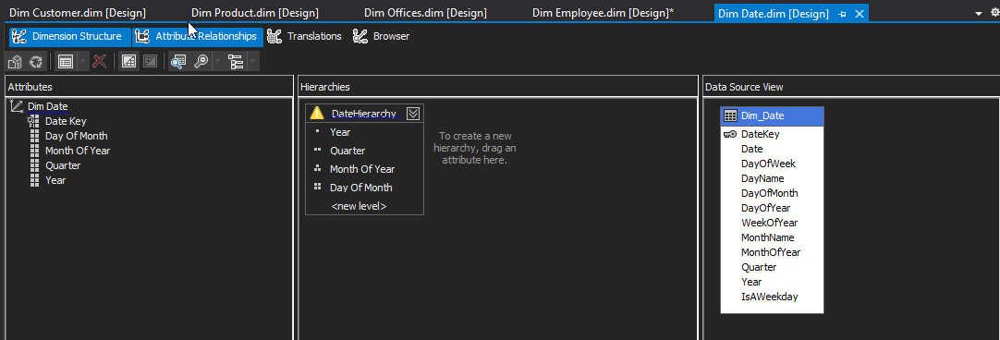 Dim Customer.dim [Design] Dim Product.dim [Design] Dim Offices.dim [Design] Dim Employee.dim [Design]* Dim Date.dim [Design]
Dimension Structure Attribute Relationships Translations Browser
Attributes
Dim Date
Date Key
Day Of Month
Month Of Year
Quarter
Year
Hierarchies
DateHierarchy
Year
Quarter
Month Of Year
Day Of Month
<new level>
To create a new
hierarchy, drag an
attribute here.
Data Source View
Dim_Date
DateKey
Date
DayOfWeek
DayName
DayOfMonth
DayOfYear
WeekOfYear
MonthName
MonthOfYear
Quarter
Year
IsAWeekday